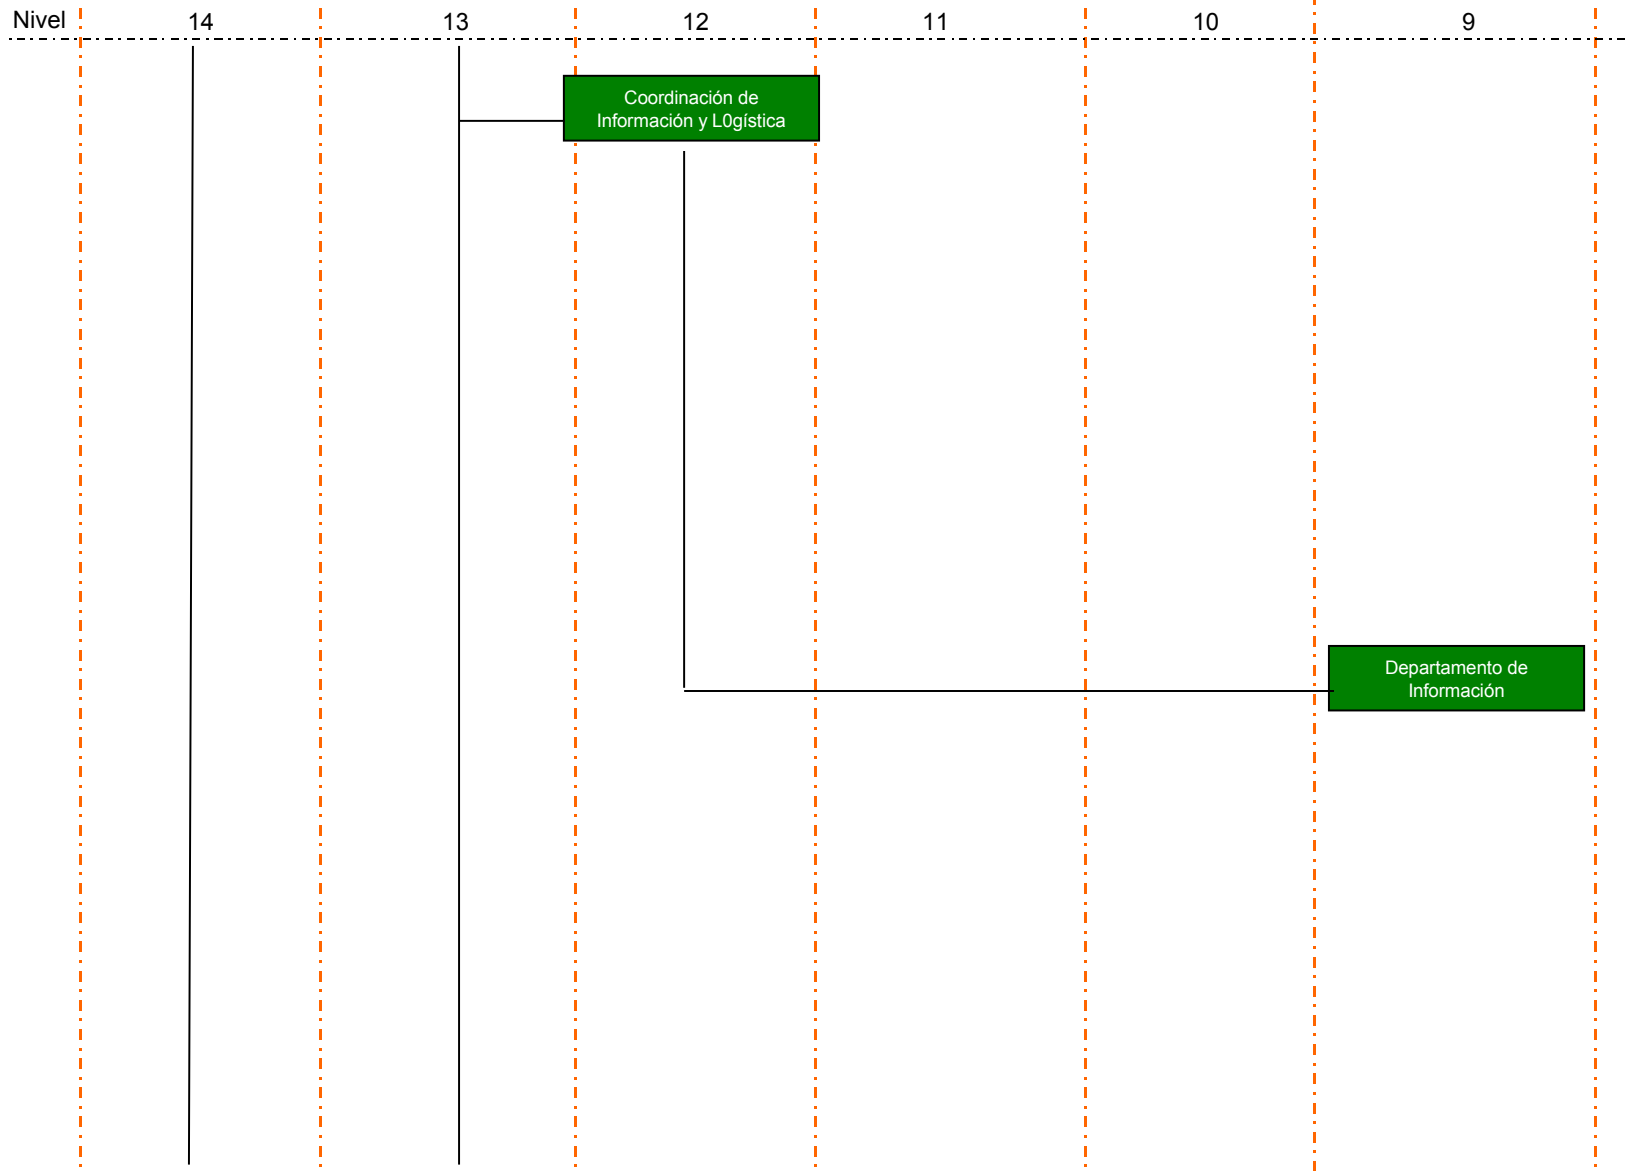 Nivel 14 13 12 11 10 9
Coordinación de
Información y L0gística
Departamento de
Información